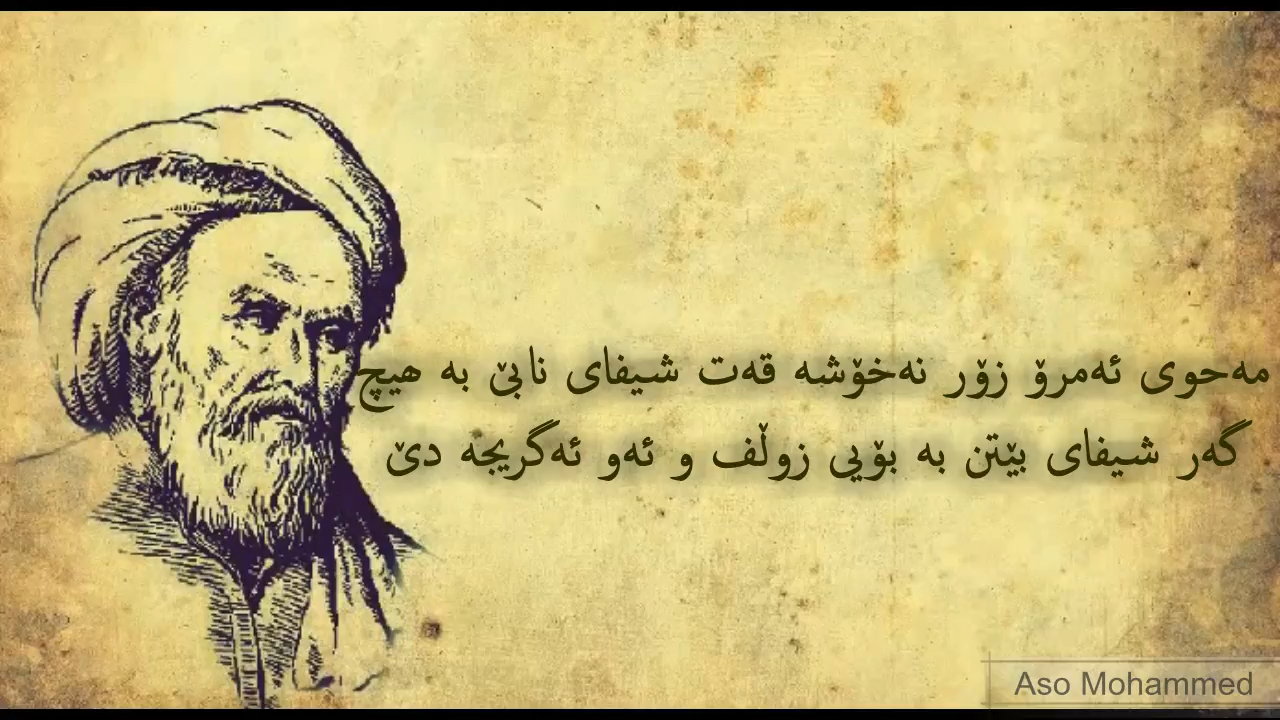 مەحوی ئەمرۆ زۆر نەخۆشە قەت شیفای نابێ بە هیچ
گەر شیفای بێتن بە بۆیی زوڵف و ئەو ئەگریجە دێ
Aso Mohammed